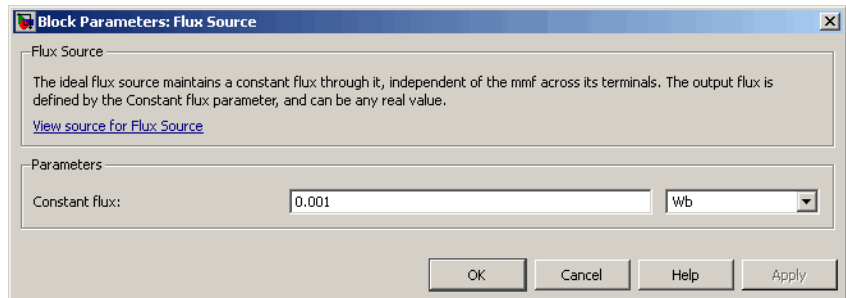 Block Parameters: Flux Source
Flux Source
The ideal flux source maintains a constant flux through it, independent of the mmf across its terminals. The output flux is
defined by the Constant flux parameter, and can be any real value.
View source for Flux Source
Parameters
Constant flux: 0.001 Wb
OK Cancel Help Apply